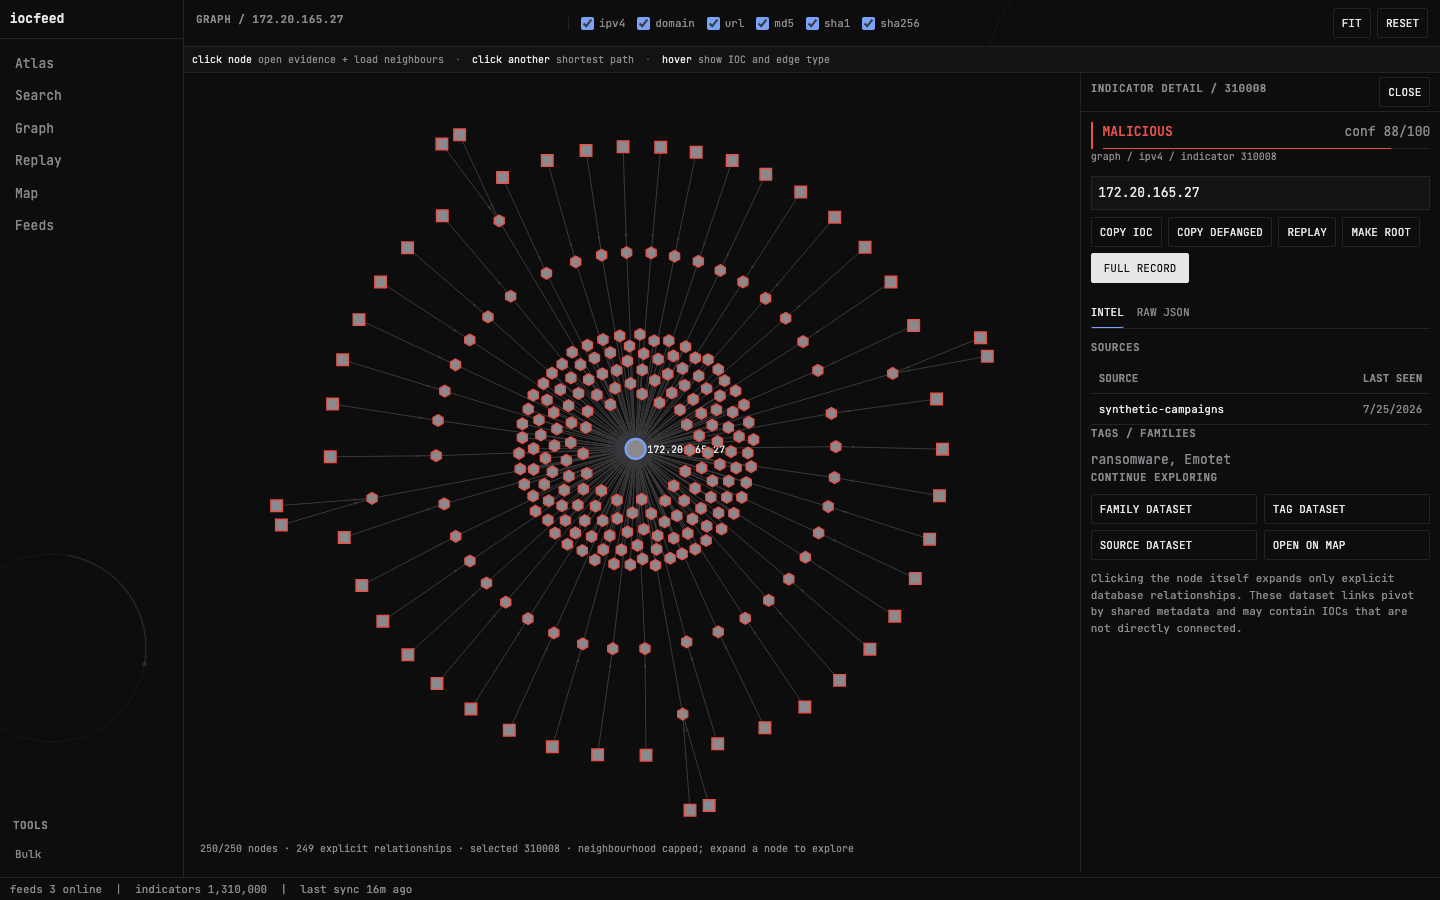 iocfeed
Atlas
Search
Graph
Replay
Map
Feeds
TOOLS
Bulk
GRAPH / 172.20.165.27
ipv4 domain url md5 sha1 sha256
FIT RESET
click node open evidence + load neighbours · click another shortest path · hover show IOC and edge type
172.20.165.27
250/250 nodes · 249 explicit relationships · selected 310008 · neighbourhood capped; expand a node to explore
INDICATOR DETAIL / 310008
CLOSE
MALICIOUS conf 88/100
graph / ipv4 / indicator 310008
172.20.165.27
COPY IOC COPY DEFANGED REPLAY MAKE ROOT
FULL RECORD
INTEL RAW JSON
SOURCES
SOURCE LAST SEEN
synthetic-campaigns 7/25/2026
TAGS / FAMILIES
ransomware, Emotet
CONTINUE EXPLORING
FAMILY DATASET TAG DATASET
SOURCE DATASET OPEN ON MAP
Clicking the node itself expands only explicit
database relationships. These dataset links pivot
by shared metadata and may contain IOCs that are
not directly connected.
feeds 3 online | indicators 1,310,000 | last sync 16m ago